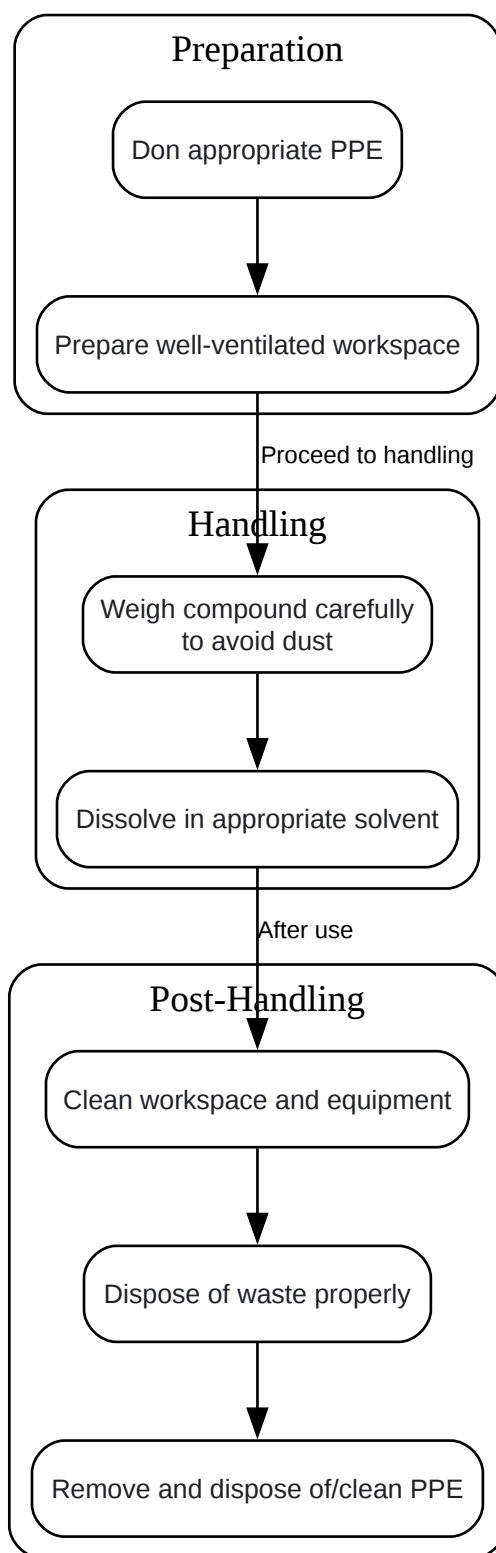 Preparation
Don appropriate PPE
Prepare well-ventilated workspace
Proceed to handling
Handling
Weigh compound carefully
to avoid dust
Dissolve in appropriate solvent
After use
Post-Handling
Clean workspace and equipment
Dispose of waste properly
Remove and dispose of/clean PPE